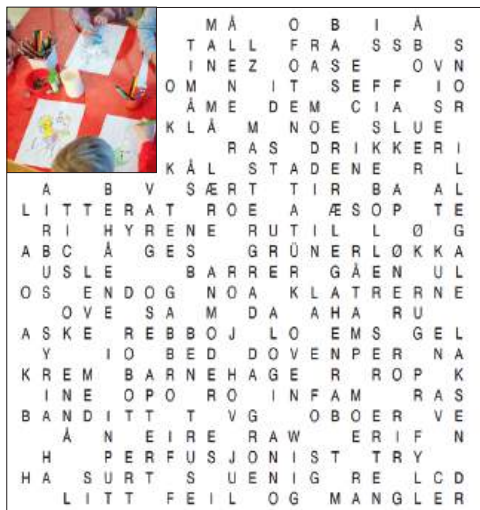 M Å O B I Å
T A L L F R A S S B S
I N E Z O A S E O V N
O M N I T S E F F I O
Å M E D E M C I A S R
K L Å M N O E S L U E
R A S D R I K K E R I
K Å L S T A D E N E R L
A B V S Æ R T T I R B A A L
L I T T E R A T R O E A Æ S O P T E
R I H Y R E N E R U T I L L Ø G
A B C Å G E S G R Ü N E R L Ø K K A
U S L E B A R R E R G Å E N U L
O S E N D O G N O A K L A T R E R N E
O V E S A M D A A H A R U
A S K E R E B B O J L O E M S G E L
Y I O B E D D O V E N P E R N A
K R E M B A R N E H A G E R R O P K
I N E O P O R O I N F A M R A S
B A N D I T T T V G O B O E R V E
Å N E I R E R A W E R I F N
H P E R F U S J O N I S T T R Y
H A S U R T S U E N I G R E L C D
L I T T F E I L O G M A N G L E R